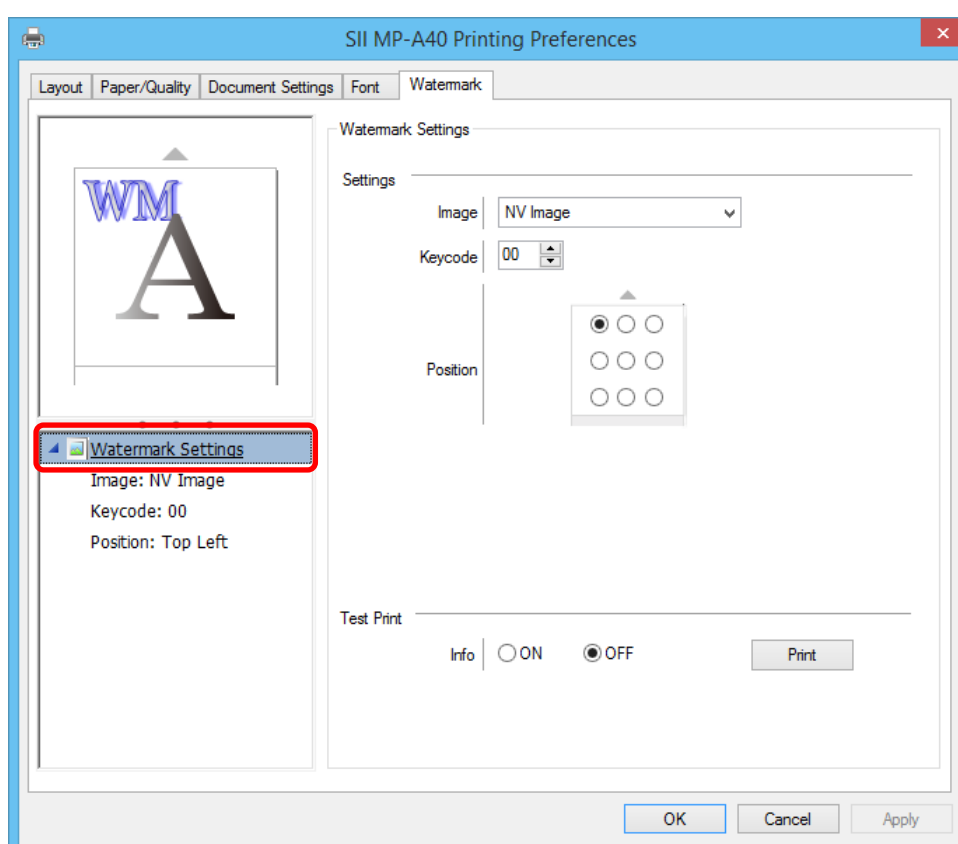 SII MP-A40 Printing Preferences
Layout Paper/Quality Document Settings Font Watermark
WM
A
Watermark Settings
Image: NV Image
Keycode: 00
Position: Top Left
Watermark Settings
Settings
Image NV Image
Keycode 00
Position
Test Print
Info ON OFF Print
OK Cancel Apply